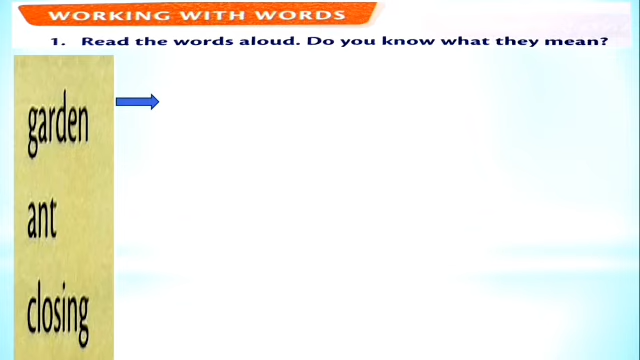 WORKING WITH WORDS
1. Read the words aloud. Do you know what they mean?
garden
ant
closing